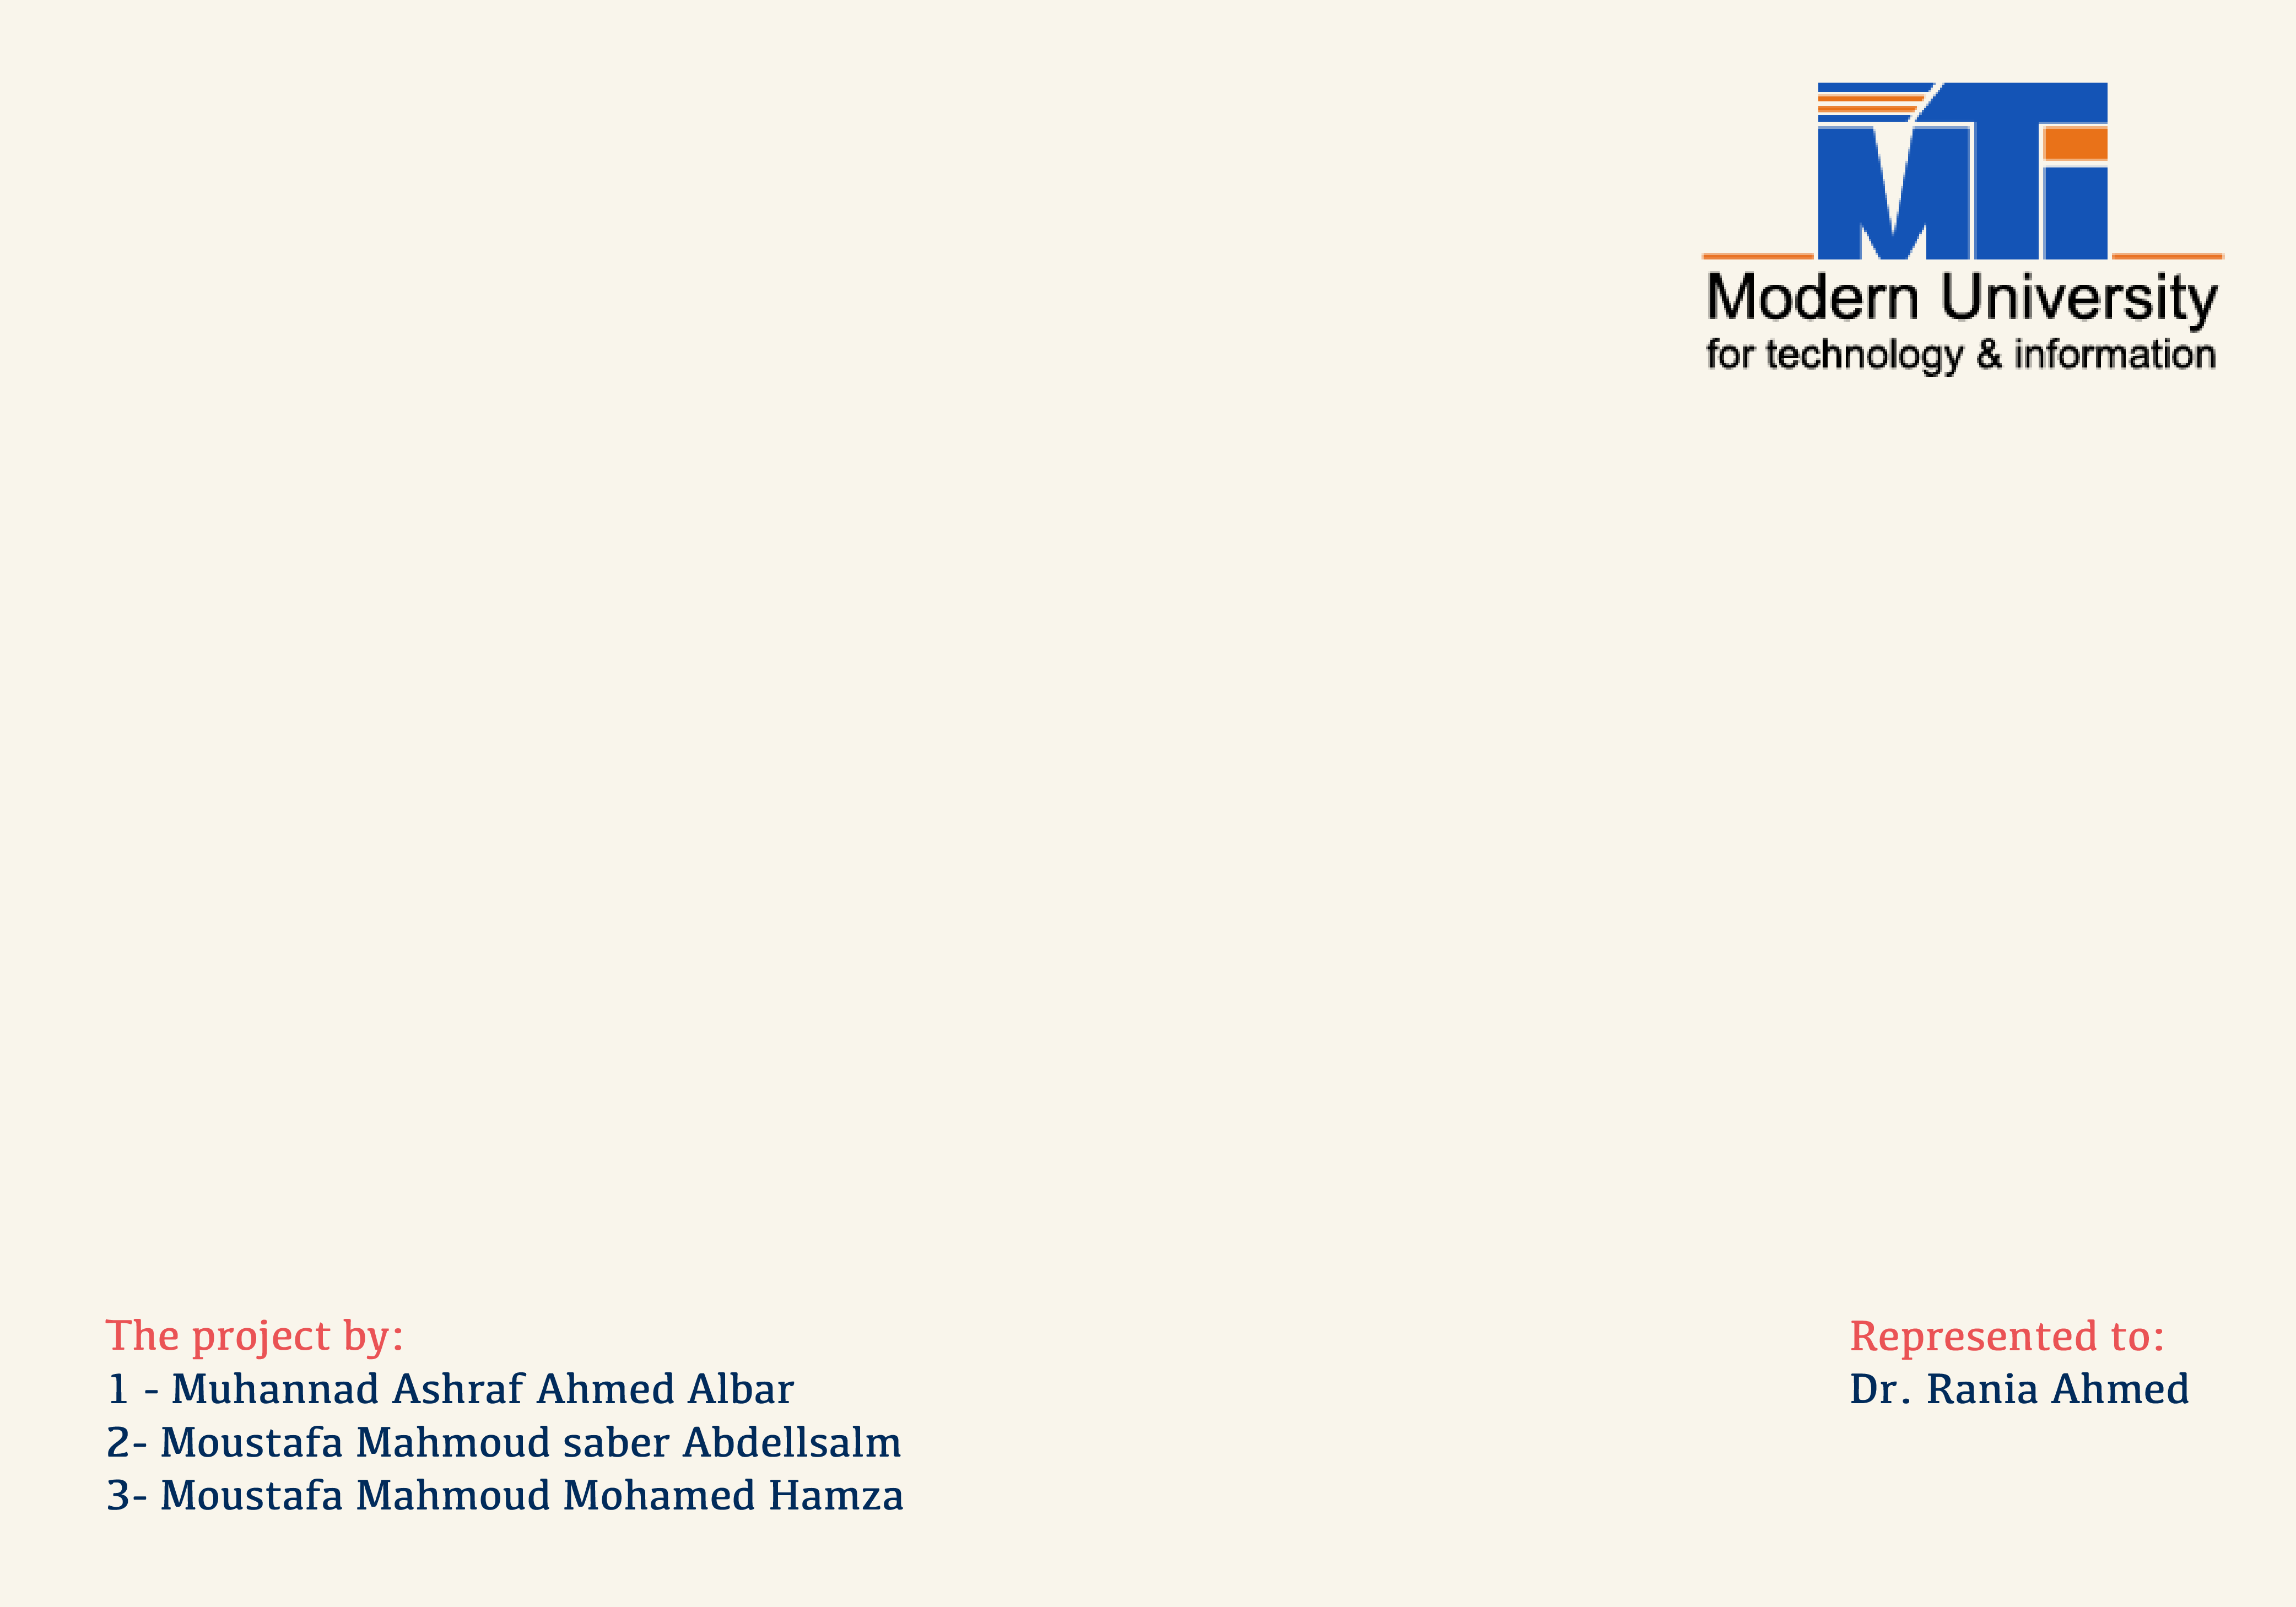 MTi
Modern University
for technology & information
The project by:
1 - Muhannad Ashraf Ahmed Albar
2- Moustafa Mahmoud saber Abdellsalm
3- Moustafa Mahmoud Mohamed Hamza
Represented to:
Dr. Rania Ahmed